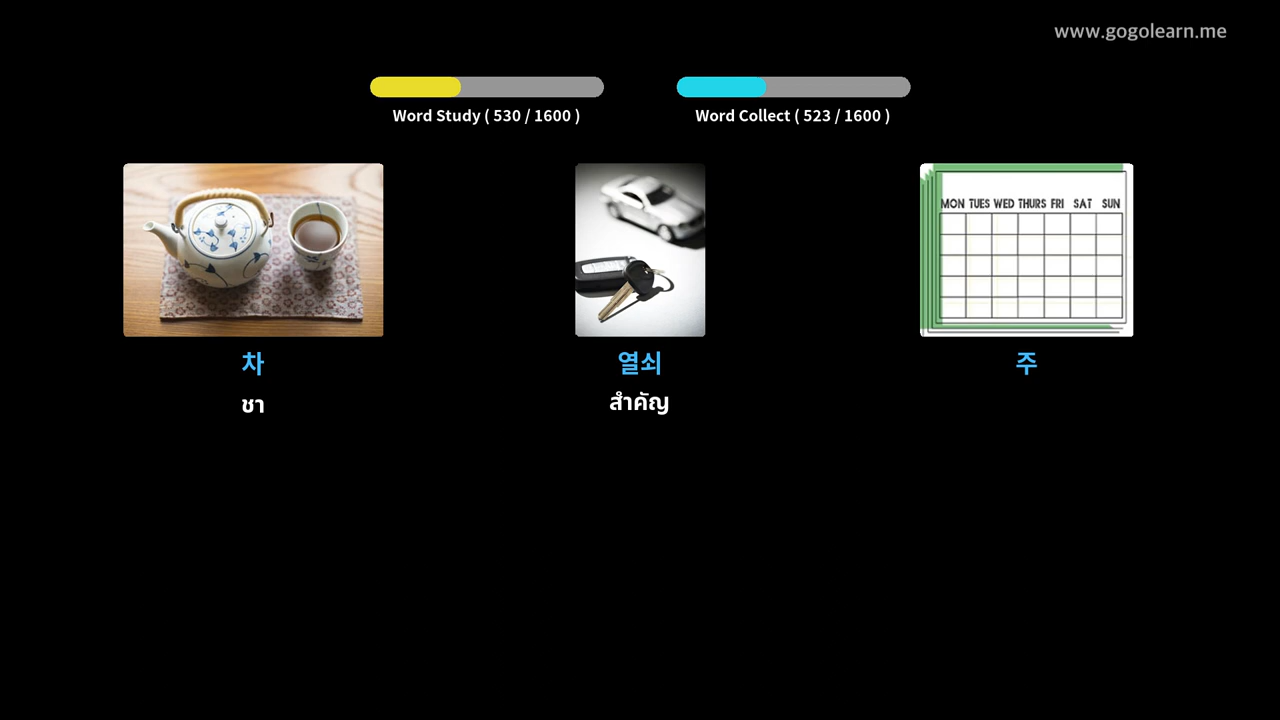 www.gogolearn.me
Word Study ( 530 / 1600 )
Word Collect ( 523 / 1600 )
MON TUES WED THURS FRI SAT SUN
차
열쇠
주
ชา
สำคัญ